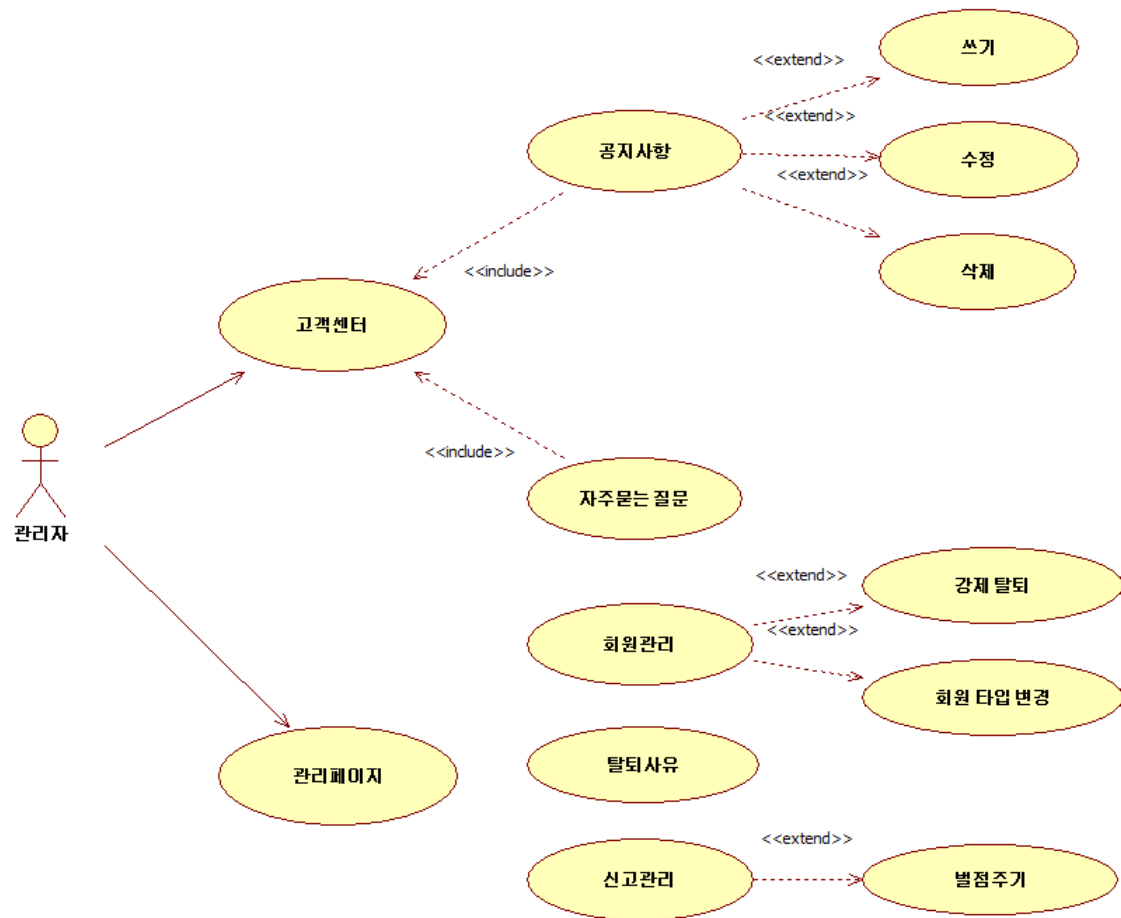 쓰기
<<extend>>
<<extend>>
공지사항
수정
<<extend>>
삭제
<<include>>
고객센터
<<include>>
자주묻는 질문
관리자
<<extend>>
강제 탈퇴
<<extend>>
회원관리
회원 타입 변경
탈퇴사유
관리페이지
<<extend>>
신고관리
벌점주기